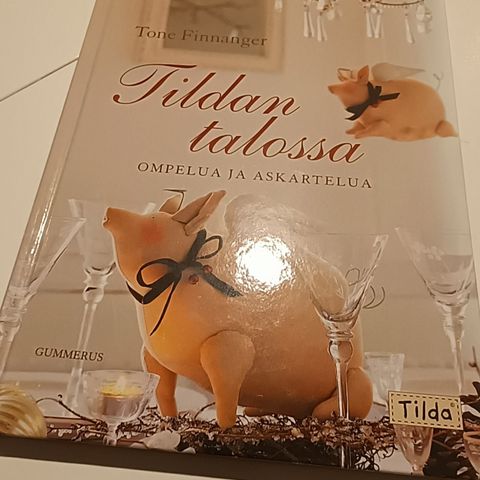 Tone Finnanger
Tildan
talossa
OMPELUA JA ASKARTELUA
GUMMERUS
Tilda